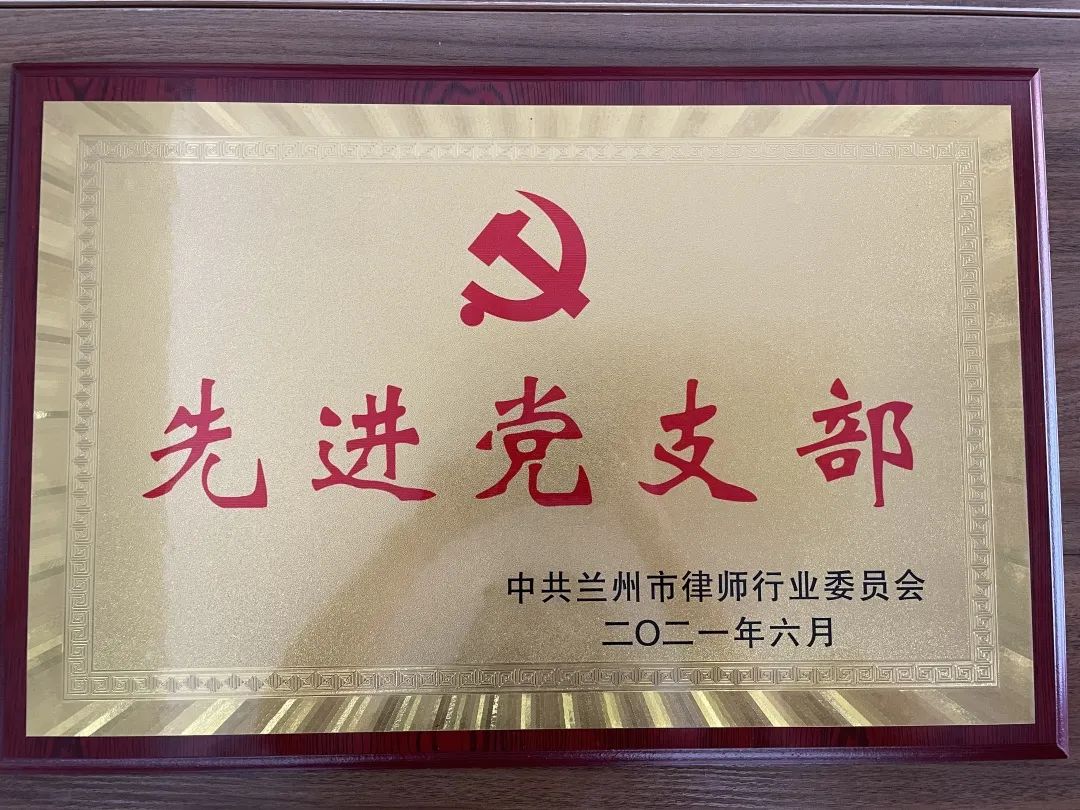 先进党支部
中共兰州市律师行业委员会
二〇二一年六月